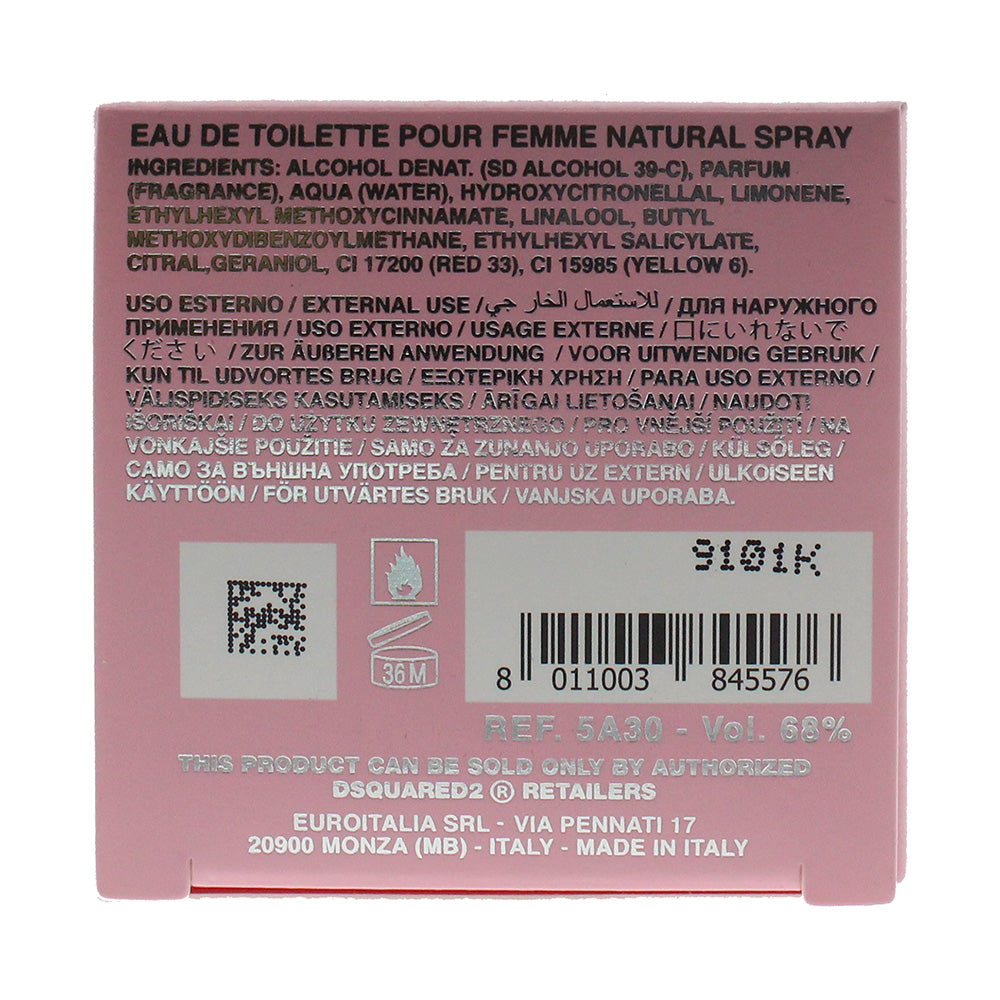 EAU DE TOILETTE POUR FEMME NATURAL SPRAY
INGREDIENTS: ALCOHOL DENAT. (SD ALCOHOL 39-C), PARFUM
(FRAGRANCE), AQUA (WATER), HYDROXYCITRONELLAL, LIMONENE,
ETHYLHEXYL METHOXYCINNAMATE, LINALOOL, BUTYL
METHOXYDIBENZOYLMETHANE, ETHYLHEXYL SALICYLATE,
CITRAL,GERANIOL, CI 17200 (RED 33), CI 15985 (YELLOW 6).
USO ESTERNO / EXTERNAL USE / للاستعمال الخار جي / ДЛЯ НАРУЖНОГО
ПРИМЕНЕНИЯ / USO EXTERNO / USAGE EXTERNE / 口にいれないで
ください / ZUR ÄUßEREN ANWENDUNG / VOOR UITWENDIG GEBRUIK /
KUN TIL UDVORTES BRUG / ΕΞΩΤΕΡΙΚΗ ΧΡΗΣΗ / PARA USO EXTERNO /
VÄLISPIDISEKS KASUTAMISEKS / ĀRĪGAI LIETOŠANAI / NAUDOTI
IŠORIŠKAI / DO UŻYTKU ZEWNĘTRZNEGO / PRO VNĚJŠÍ POUŽITÍ / NA
VONKAJŠIE POUŽITIE / SAMO ZA ZUNANJO UPORABO / KÜLSŐLEG /
САМО ЗА ВЪНШНА УПОТРЕБА / PENTRU UZ EXTERN / ULKOISEEN
KÄYTTÖÖN / FÖR UTVÄRTES BRUK / VANJSKA UPORABA.
9101K
36 M
8 011003 845576
REF. 5A30 - Vol. 68%
THIS PRODUCT CAN BE SOLD ONLY BY AUTHORIZED
DSQUARED2 ® RETAILERS
EUROITALIA SRL - VIA PENNATI 17
20900 MONZA (MB) - ITALY - MADE IN ITALY